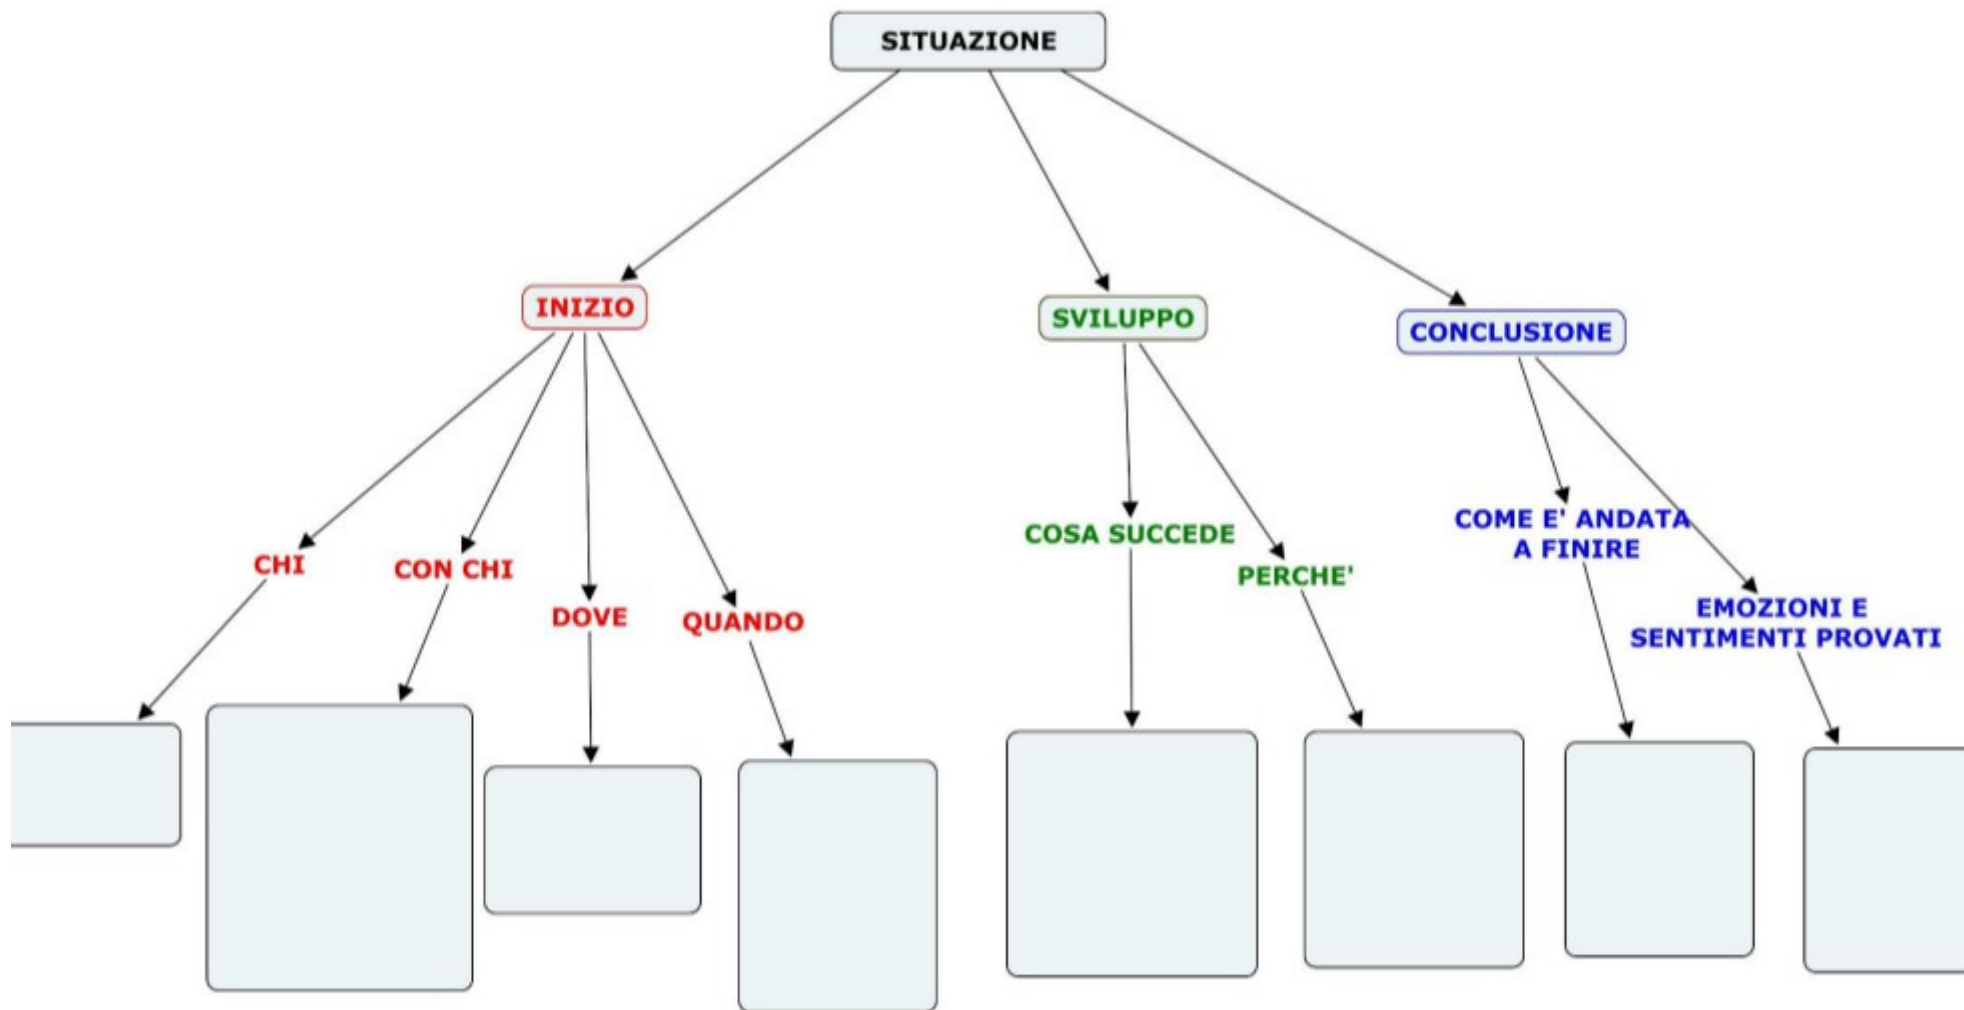 SITUAZIONE
INIZIO
SVILUPPO
CONCLUSIONE
CHI
CON CHI
DOVE
QUANDO
COSA SUCCEDE
PERCHE'
COME E' ANDATA
A FINIRE
EMOZIONI E
SENTIMENTI PROVATI